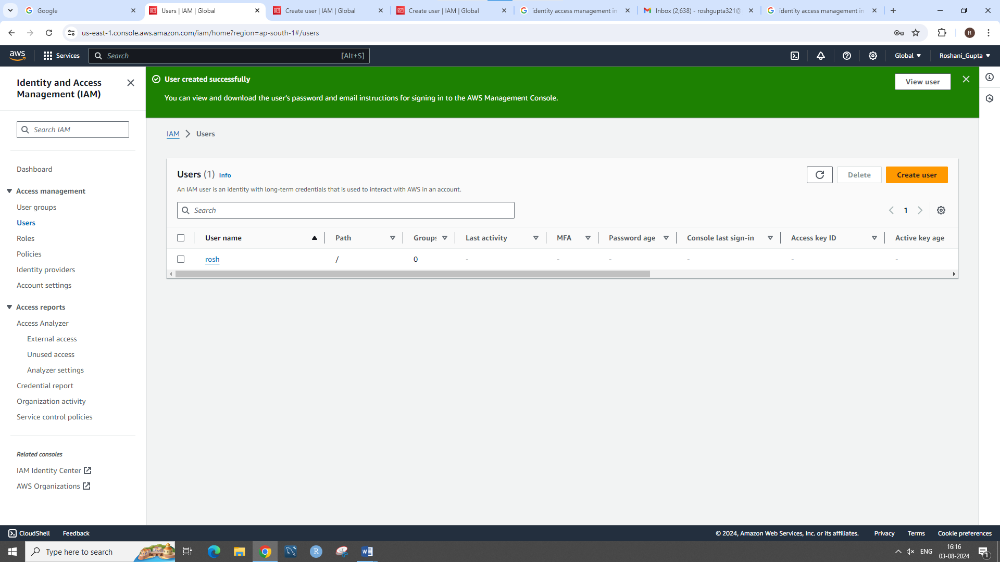 Google
Users | IAM | Global
Create user | IAM | Global
Create user | IAM | Global
identity access management in
Inbox (2,638) - roshgupta321@
identity access management in
us-east-1.console.aws.amazon.com/iam/home?region=ap-south-1#/users
R
aws
Services
Search
[Alt+S]
Global
Roshani_Gupta
Identity and Access
Management (IAM)
Search IAM
Dashboard
Access management
User groups
Users
Roles
Policies
Identity providers
Account settings
Access reports
Access Analyzer
External access
Unused access
Analyzer settings
Credential report
Organization activity
Service control policies
Related consoles
IAM Identity Center
AWS Organizations
User created successfully
You can view and download the user's password and email instructions for signing in to the AWS Management Console.
View user
IAM > Users
Users (1) Info
An IAM user is an identity with long-term credentials that is used to interact with AWS in an account.
Delete
Create user
Search
1
User name Path Groups Last activity MFA Password age Console last sign-in Access key ID Active key age
rosh / 0 - - - - - -
CloudShell Feedback
© 2024, Amazon Web Services, Inc. or its affiliates. Privacy Terms Cookie preferences
Type here to search
R
W
ENG
16:16
03-08-2024
1